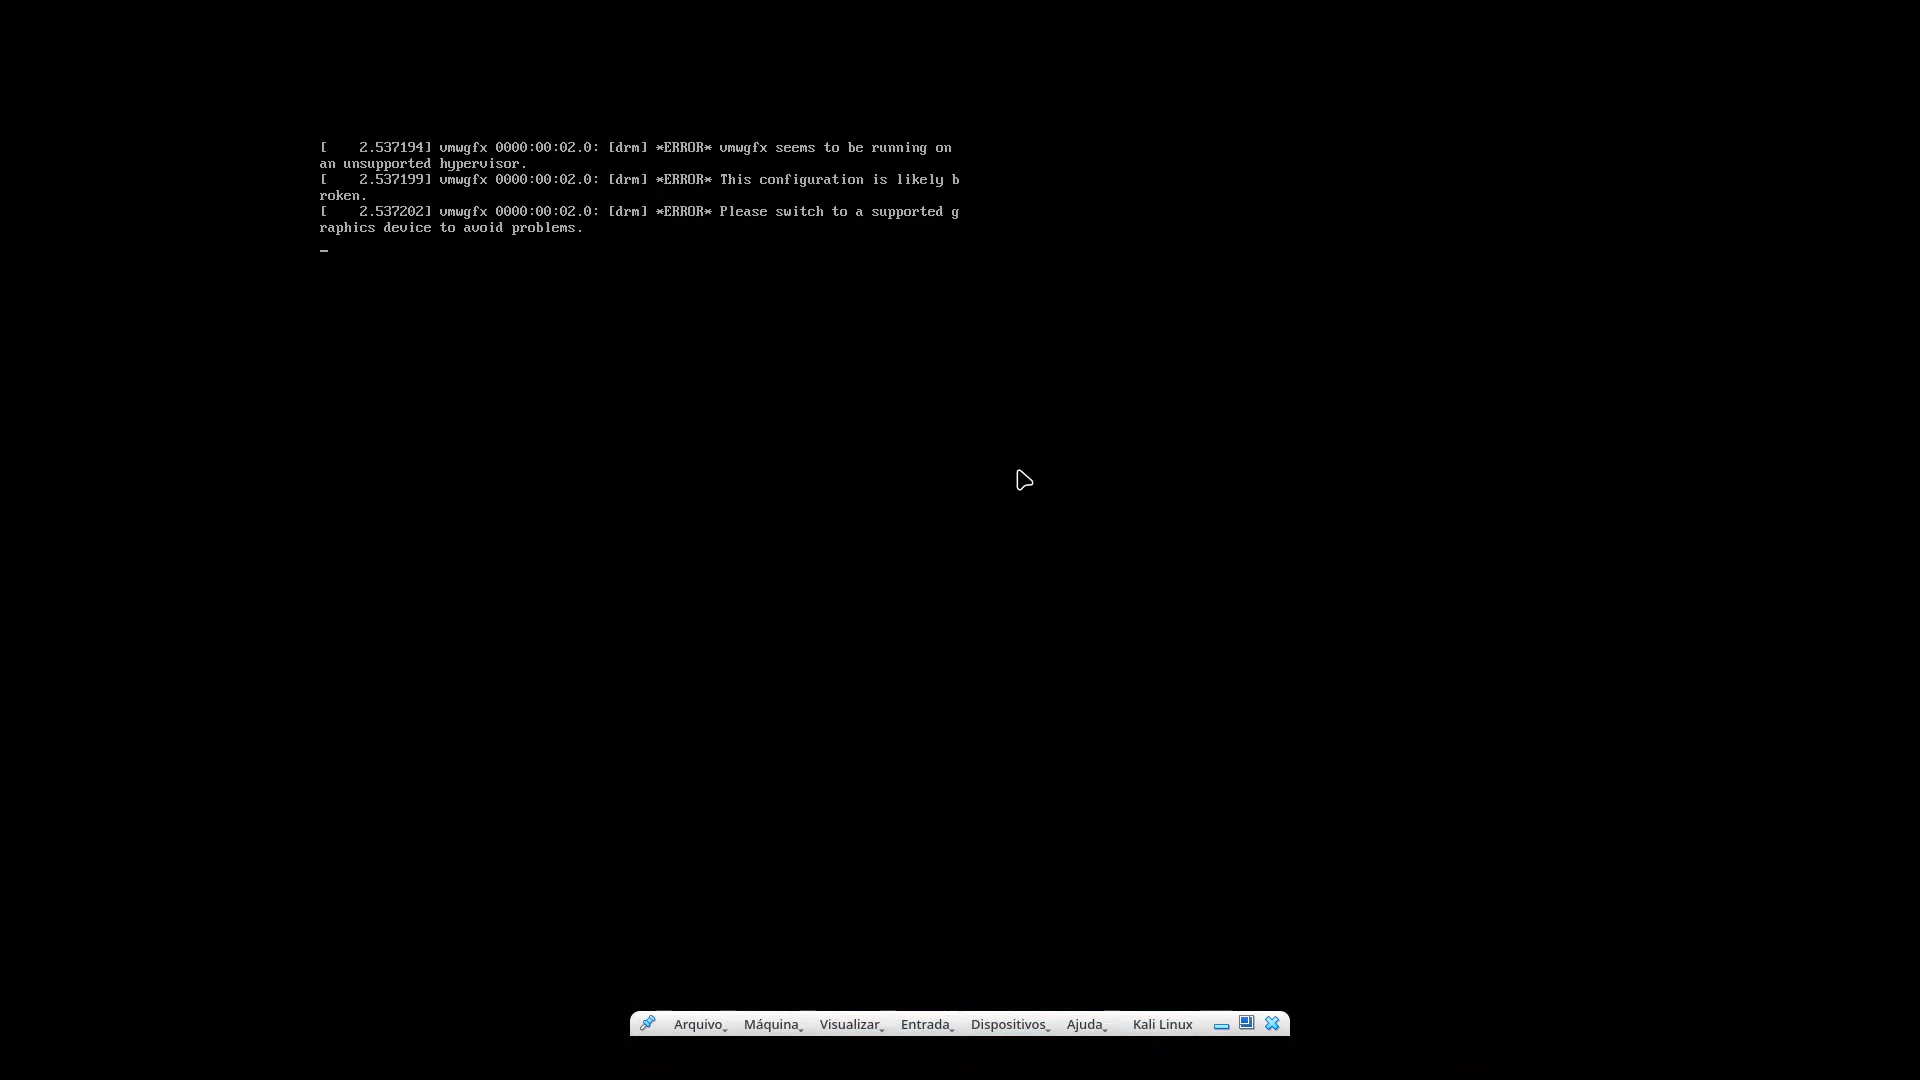 [    2.537194] vmwgfx 0000:00:02.0: [drm] *ERROR* vmwgfx seems to be running on
an unsupported hypervisor.
[    2.537199] vmwgfx 0000:00:02.0: [drm] *ERROR* This configuration is likely b
roken.
[    2.537202] vmwgfx 0000:00:02.0: [drm] *ERROR* Please switch to a supported g
raphics device to avoid problems.
_
Arquivo Máquina Visualizar Entrada Dispositivos Ajuda Kali Linux